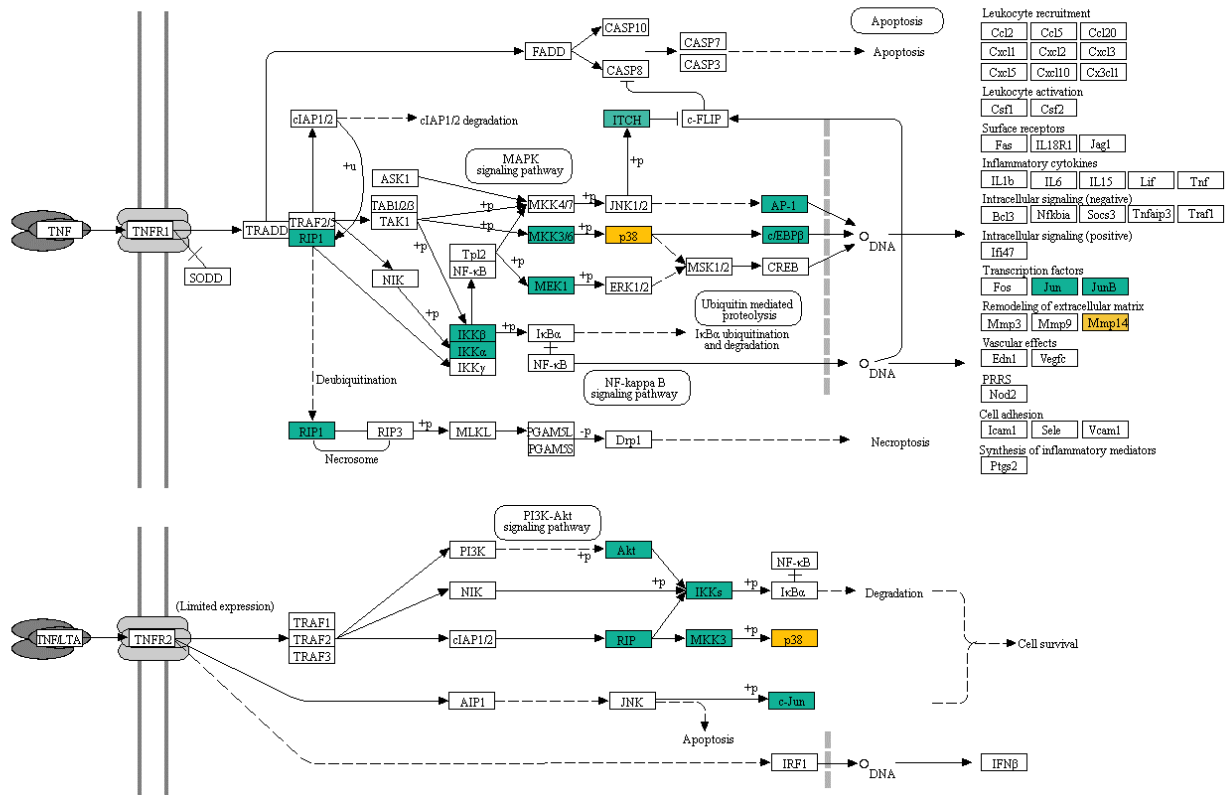 Apoptosis
Leukocyte recruitment
Ccl2 Ccl5 Ccl20
Cxcl1 Cxcl2 Cxcl3
Cxcl5 Cxcl10 Cx3cl1
Leukocyte activation
Csf1 Csf2
Surface receptors
Fas IL18R1 Jag1
Inflammatory cytokines
IL1b IL6 IL15 Lif Tnf
Intracellular signaling (negative)
Bcl3 Nfkbia Socs3 Tnfaip3 Traf1
Intracellular signaling (positive)
Ifi47
Transcription factors
Fos Jun JunB
Remodeling of extracellular matrix
Mmp3 Mmp9 Mmp14
Vascular effects
Edn1 Vegfc
PRRS
Nod2
Cell adhesion
Icam1 Sele Vcam1
Synthesis of inflammatory mediators
Ptgs2
CASP10
FADD
CASP8
CASP7
CASP3
Apoptosis
cIAP1/2
cIAP1/2 degradation
ITCH
c-FLIP
+u
+p
MAPK
signaling pathway
ASK1
TAB1/2/3
TAK1
+p
+p
+p
MKK4/7
+p
JNK1/2
AP-1
TNF
TNFR1
SODD
TRADD
TRAF2/5
RIP1
MKK3/6
+p
p38
c/EBPβ
DNA
Tpl2
NF-κB
+p
NIK
+p
MEK1
+p
ERK1/2
MSK1/2
CREB
Ubiquitin mediated
proteolysis
IKKβ
IKKα
IKKγ
+p
IκBα
NF-κB
IκBα ubiquitination
and degradation
DNA
NF-kappa B
signaling pathway
Deubiquitination
RIP1
RIP3
Necrosome
+p
MLKL
PGAM5L
PGAM5S
-p
Drp1
Necroptosis
PI3K-Akt
signaling pathway
PI3K
+p
Akt
NIK
+p
IKKs
+p
NF-κB
IκBα
Degradation
(Limited expression)
TNF/LTA
TNFR2
TRAF1
TRAF2
TRAF3
cIAP1/2
RIP
MKK3
+p
p38
Cell survival
AIP1
JNK
+p
c-Jun
Apoptosis
IRF1
DNA
IFNβ